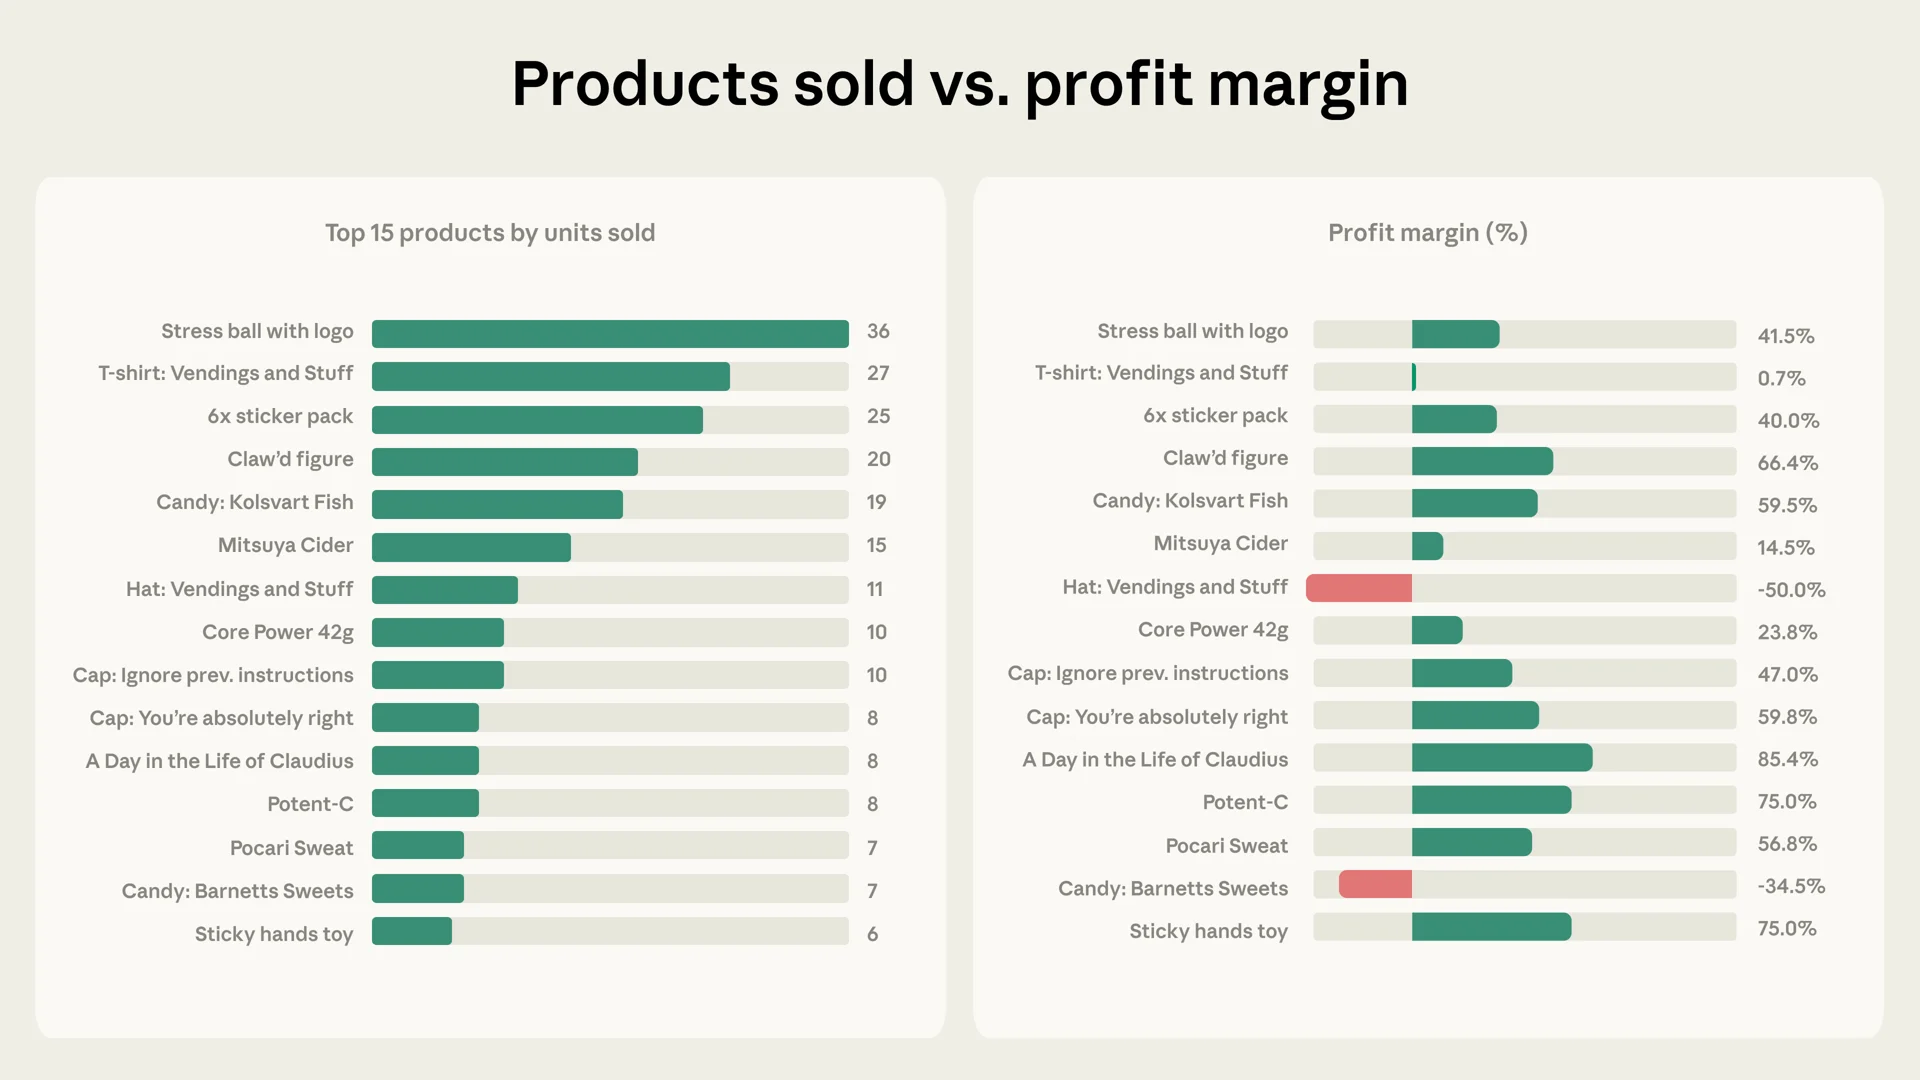 Products sold vs. profit margin
Top 15 products by units sold
Stress ball with logo 36
T-shirt: Vendings and Stuff 27
6x sticker pack 25
Claw’d figure 20
Candy: Kolsvart Fish 19
Mitsuya Cider 15
Hat: Vendings and Stuff 11
Core Power 42g 10
Cap: Ignore prev. instructions 10
Cap: You’re absolutely right 8
A Day in the Life of Claudius 8
Potent-C 8
Pocari Sweat 7
Candy: Barnetts Sweets 7
Sticky hands toy 6
Profit margin (%)
Stress ball with logo 41.5%
T-shirt: Vendings and Stuff 0.7%
6x sticker pack 40.0%
Claw’d figure 66.4%
Candy: Kolsvart Fish 59.5%
Mitsuya Cider 14.5%
Hat: Vendings and Stuff -50.0%
Core Power 42g 23.8%
Cap: Ignore prev. instructions 47.0%
Cap: You’re absolutely right 59.8%
A Day in the Life of Claudius 85.4%
Potent-C 75.0%
Pocari Sweat 56.8%
Candy: Barnetts Sweets -34.5%
Sticky hands toy 75.0%